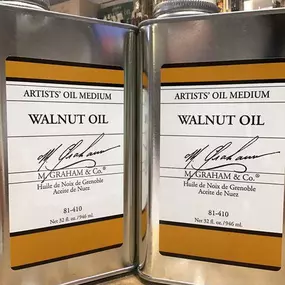 ARTISTS' OIL MEDIUM
WALNUT OIL
M. Graham
M. GRAHAM & Co.®
Huile de Noix de Grenoble
Aceite de Nuez
81-410
Net 32 fl. oz./946 ml.
ARTISTS' OIL MEDIUM
WALNUT OIL
M. Graham
M. GRAHAM & Co.®
Huile de Noix de Grenoble
Aceite de Nuez
81-410
Net 32 fl. oz./946 ml.